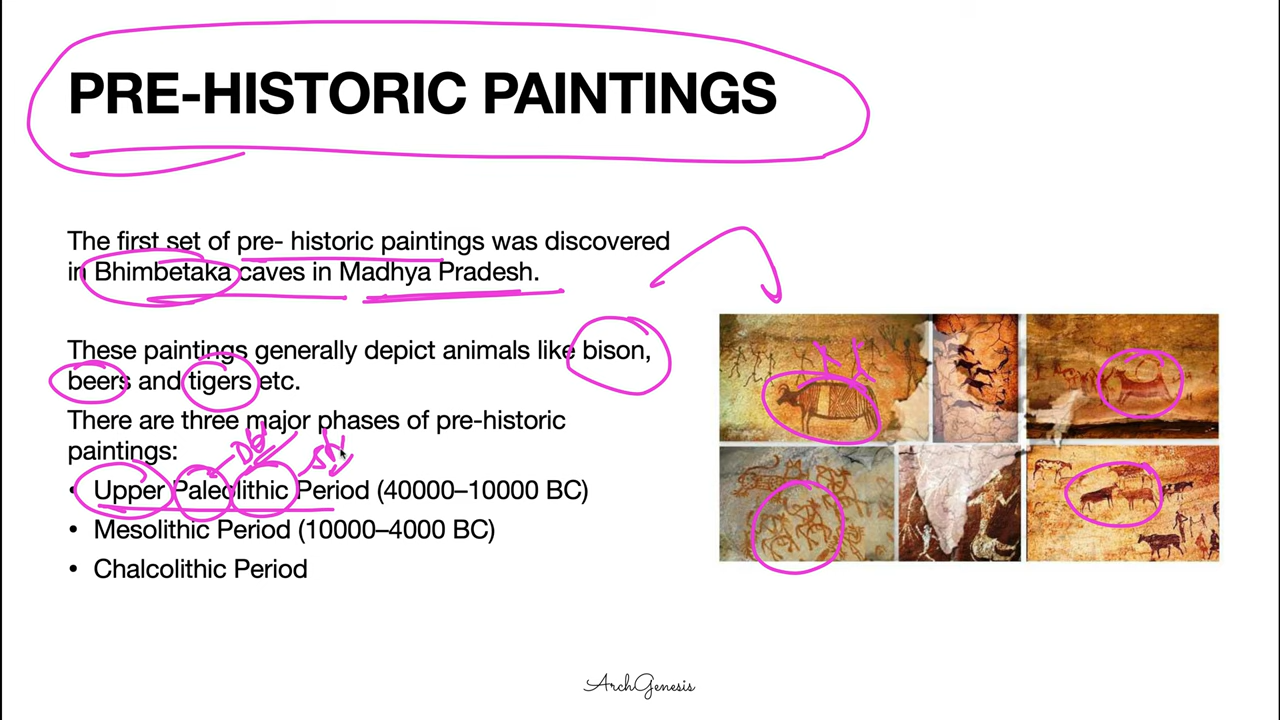 PRE-HISTORIC PAINTINGS
The first set of pre- historic paintings was discovered
in Bhimbetaka caves in Madhya Pradesh.
These paintings generally depict animals like bison,
beers and tigers etc.
There are three major phases of pre-historic
paintings:
• Upper Paleolithic Period (40000–10000 BC)
• Mesolithic Period (10000–4000 BC)
• Chalcolithic Period
ArchGenesis